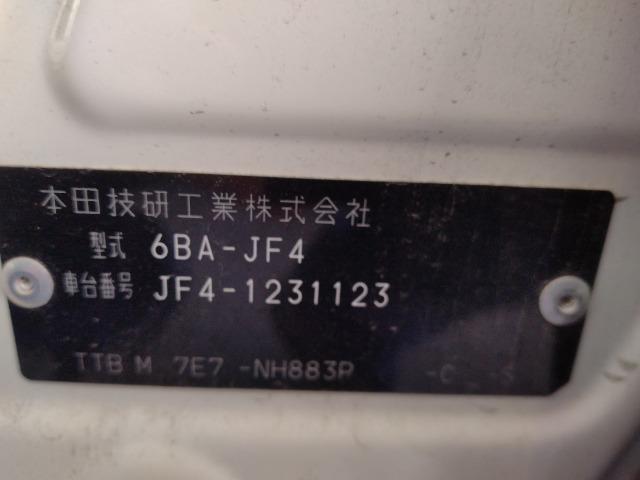 本田技研工業株式会社
型式 6BA-JF4
車台番号 JF4-1231123
TTB M 7E7 -NH883P -C -S